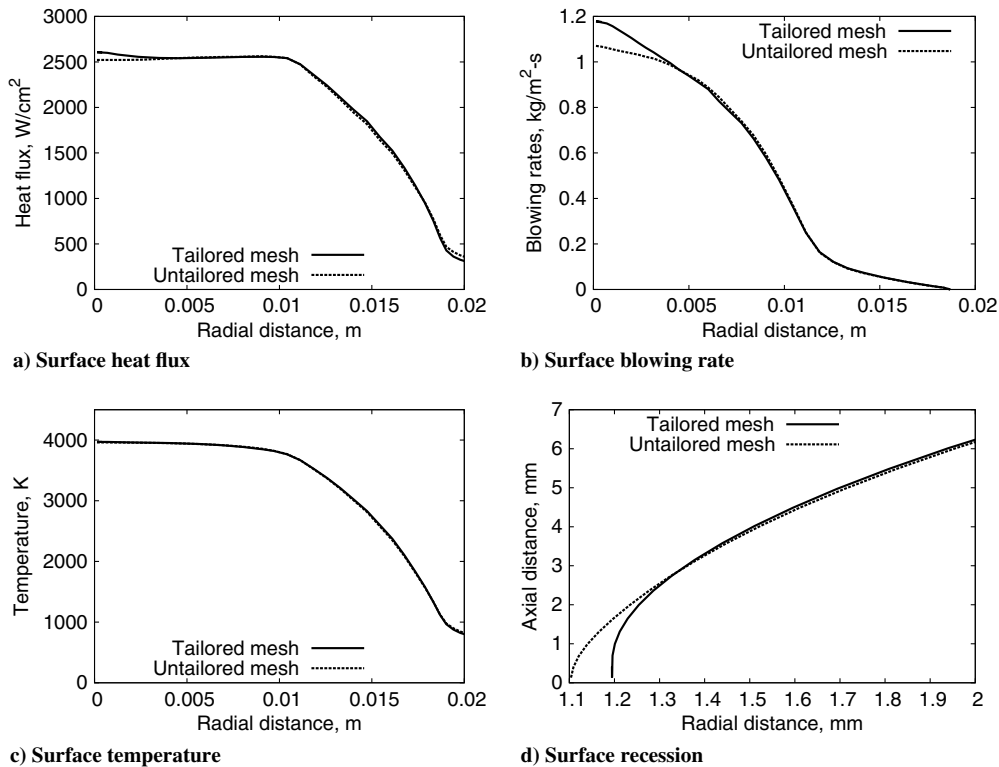 3000
2500
2000
1500
1000
500
0
Heat flux, W/cm2
Tailored mesh
Untailored mesh
0 0.005 0.01 0.015 0.02
Radial distance, m
a) Surface heat flux
1.2
1
0.8
0.6
0.4
0.2
0
Blowing rates, kg/m2-s
Tailored mesh
Untailored mesh
0 0.005 0.01 0.015 0.02
Radial distance, m
b) Surface blowing rate
4000
3000
2000
1000
0
Temperature, K
Tailored mesh
Untailored mesh
0 0.005 0.01 0.015 0.02
Radial distance, m
c) Surface temperature
7
6
5
4
3
2
1
0
Axial distance, mm
Tailored mesh
Untailored mesh
1.1 1.2 1.3 1.4 1.5 1.6 1.7 1.8 1.9 2
Radial distance, mm
d) Surface recession